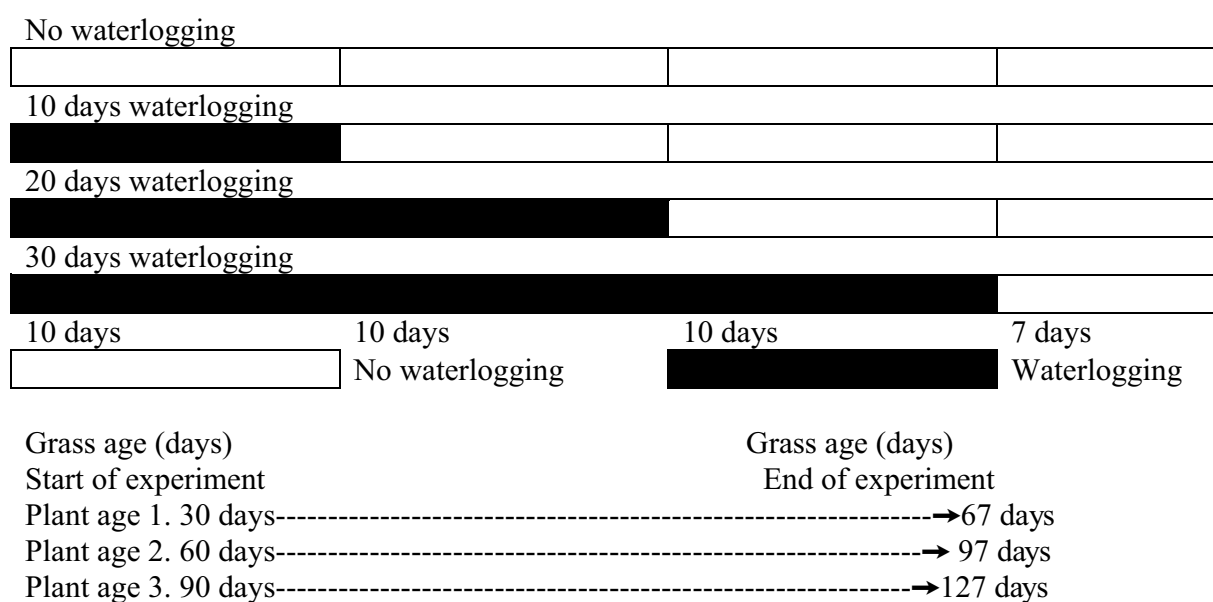 No waterlogging
10 days waterlogging
20 days waterlogging
30 days waterlogging
10 days 10 days 10 days 7 days
No waterlogging Waterlogging
Grass age (days) Grass age (days)
Start of experiment End of experiment
Plant age 1. 30 days-----------------------------------------------------------------➞67 days
Plant age 2. 60 days----------------------------------------------------------------➞ 97 days
Plant age 3. 90 days---------------------------------------------------------------➞127 days